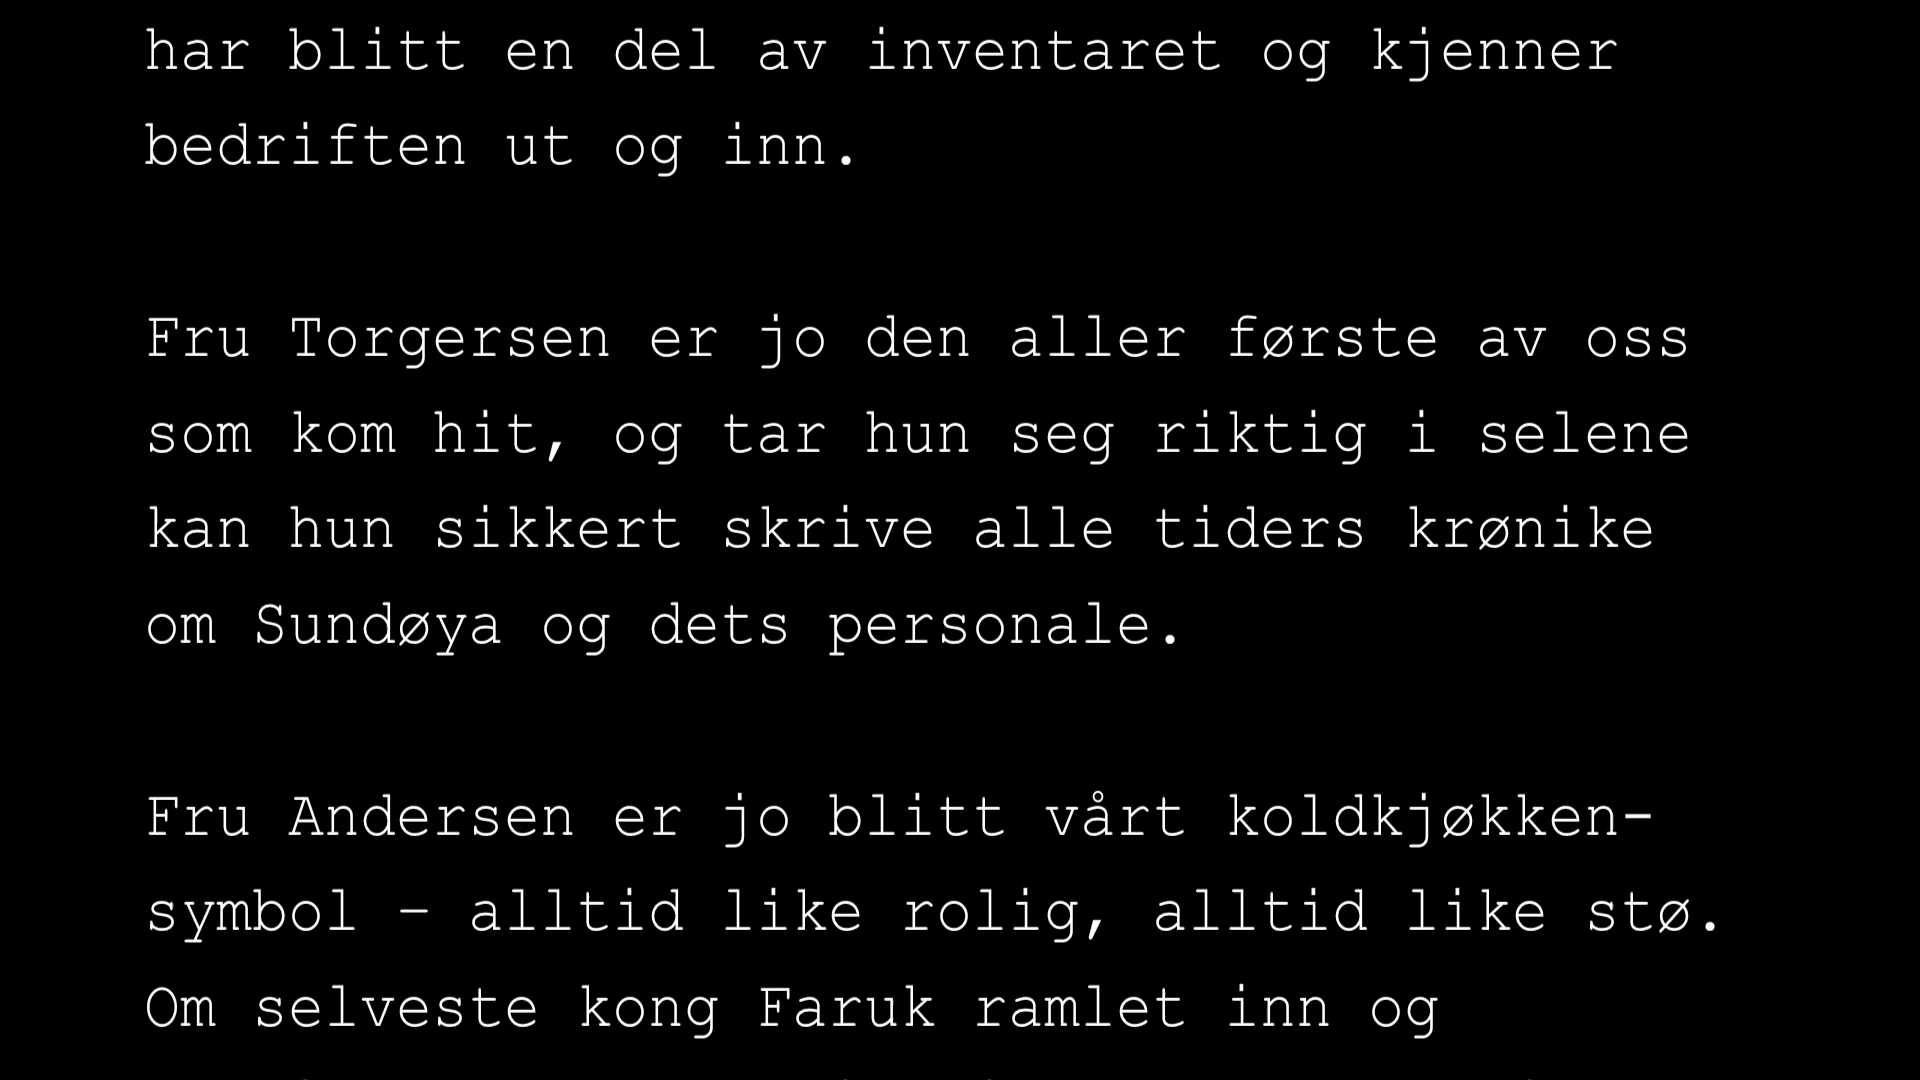 har blitt en del av inventaret og kjenner
bedriften ut og inn.
Fru Torgersen er jo den aller første av oss
som kom hit, og tar hun seg riktig i selene
kan hun sikkert skrive alle tiders krønike
om Sundøya og dets personale.
Fru Andersen er jo blitt vårt koldkjøkken-
symbol – alltid like rolig, alltid like stø.
Om selveste kong Faruk ramlet inn og